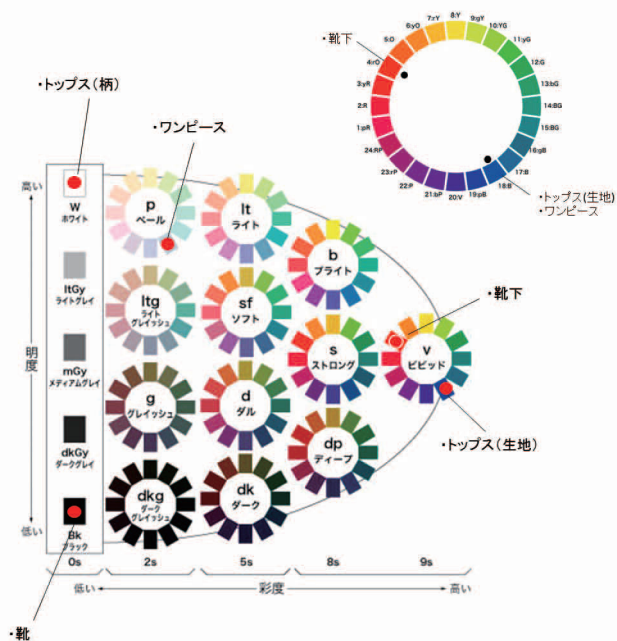 ・トップス(柄)
・ワンピース
・靴下
8:Y
7:rY
9:gY
6:yO
10:YG
5:O
11:yG
4:rO
12:G
3:yR
13:bG
2:R
14:BG
1:pR
15:BG
24:RP
16:gB
23:rP
17:B
22:P
18:B
21:bP
20:V
19:pB
・トップス(生地)
・ワンピース
高い
明度
低い
W
ホワイト
ltGy
ライトグレイ
mGy
メディアムグレイ
dkGy
ダークグレイ
Bk
ブラック
p
ペール
lt
ライト
b
ブライト
ltg
ライト
グレイッシュ
sf
ソフト
s
ストロング
v
ビビッド
g
グレイッシュ
d
ダル
dp
ディープ
dkg
ダーク
グレイッシュ
dk
ダーク
・靴下
・トップス(生地)
0s
2s
5s
8s
9s
低い
彩度
高い
・靴